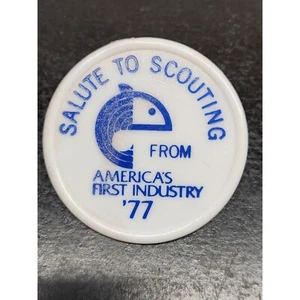 SALUTE TO SCOUTING
FROM
AMERICA'S
FIRST INDUSTRY
'77